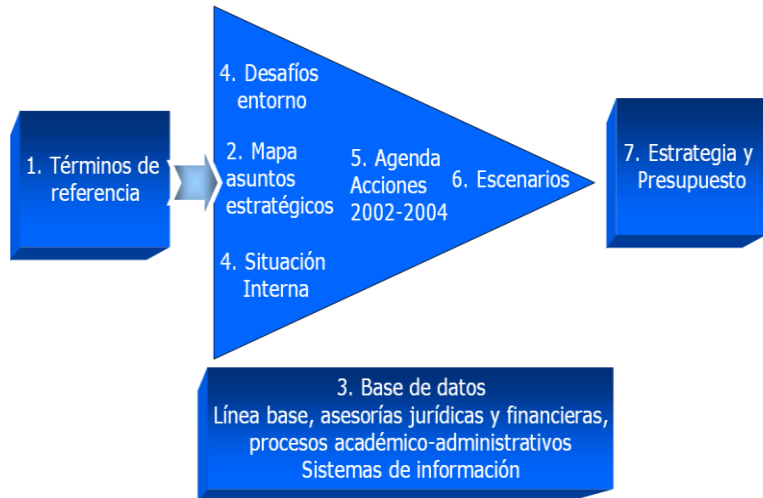 1. Términos de
referencia
4. Desafíos
entorno
2. Mapa
asuntos
estratégicos
4. Situación
Interna
5. Agenda
Acciones
2002-2004
6. Escenarios
7. Estrategia y
Presupuesto
3. Base de datos
Línea base, asesorías jurídicas y financieras,
procesos académico-administrativos
Sistemas de información